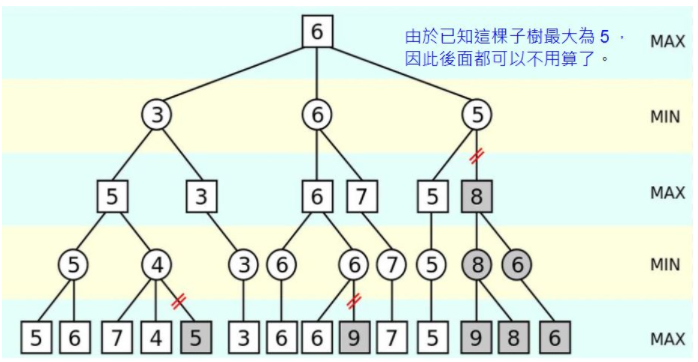 6
由於已知這棵子樹最大為 5，
因此後面都可以不用算了。
MAX
3 6 5 MIN
5 3 6 7 5 8 MAX
5 4 3 6 6 7 5 8 6 MIN
5 6 7 4 5 3 6 6 9 7 5 9 8 6 MAX